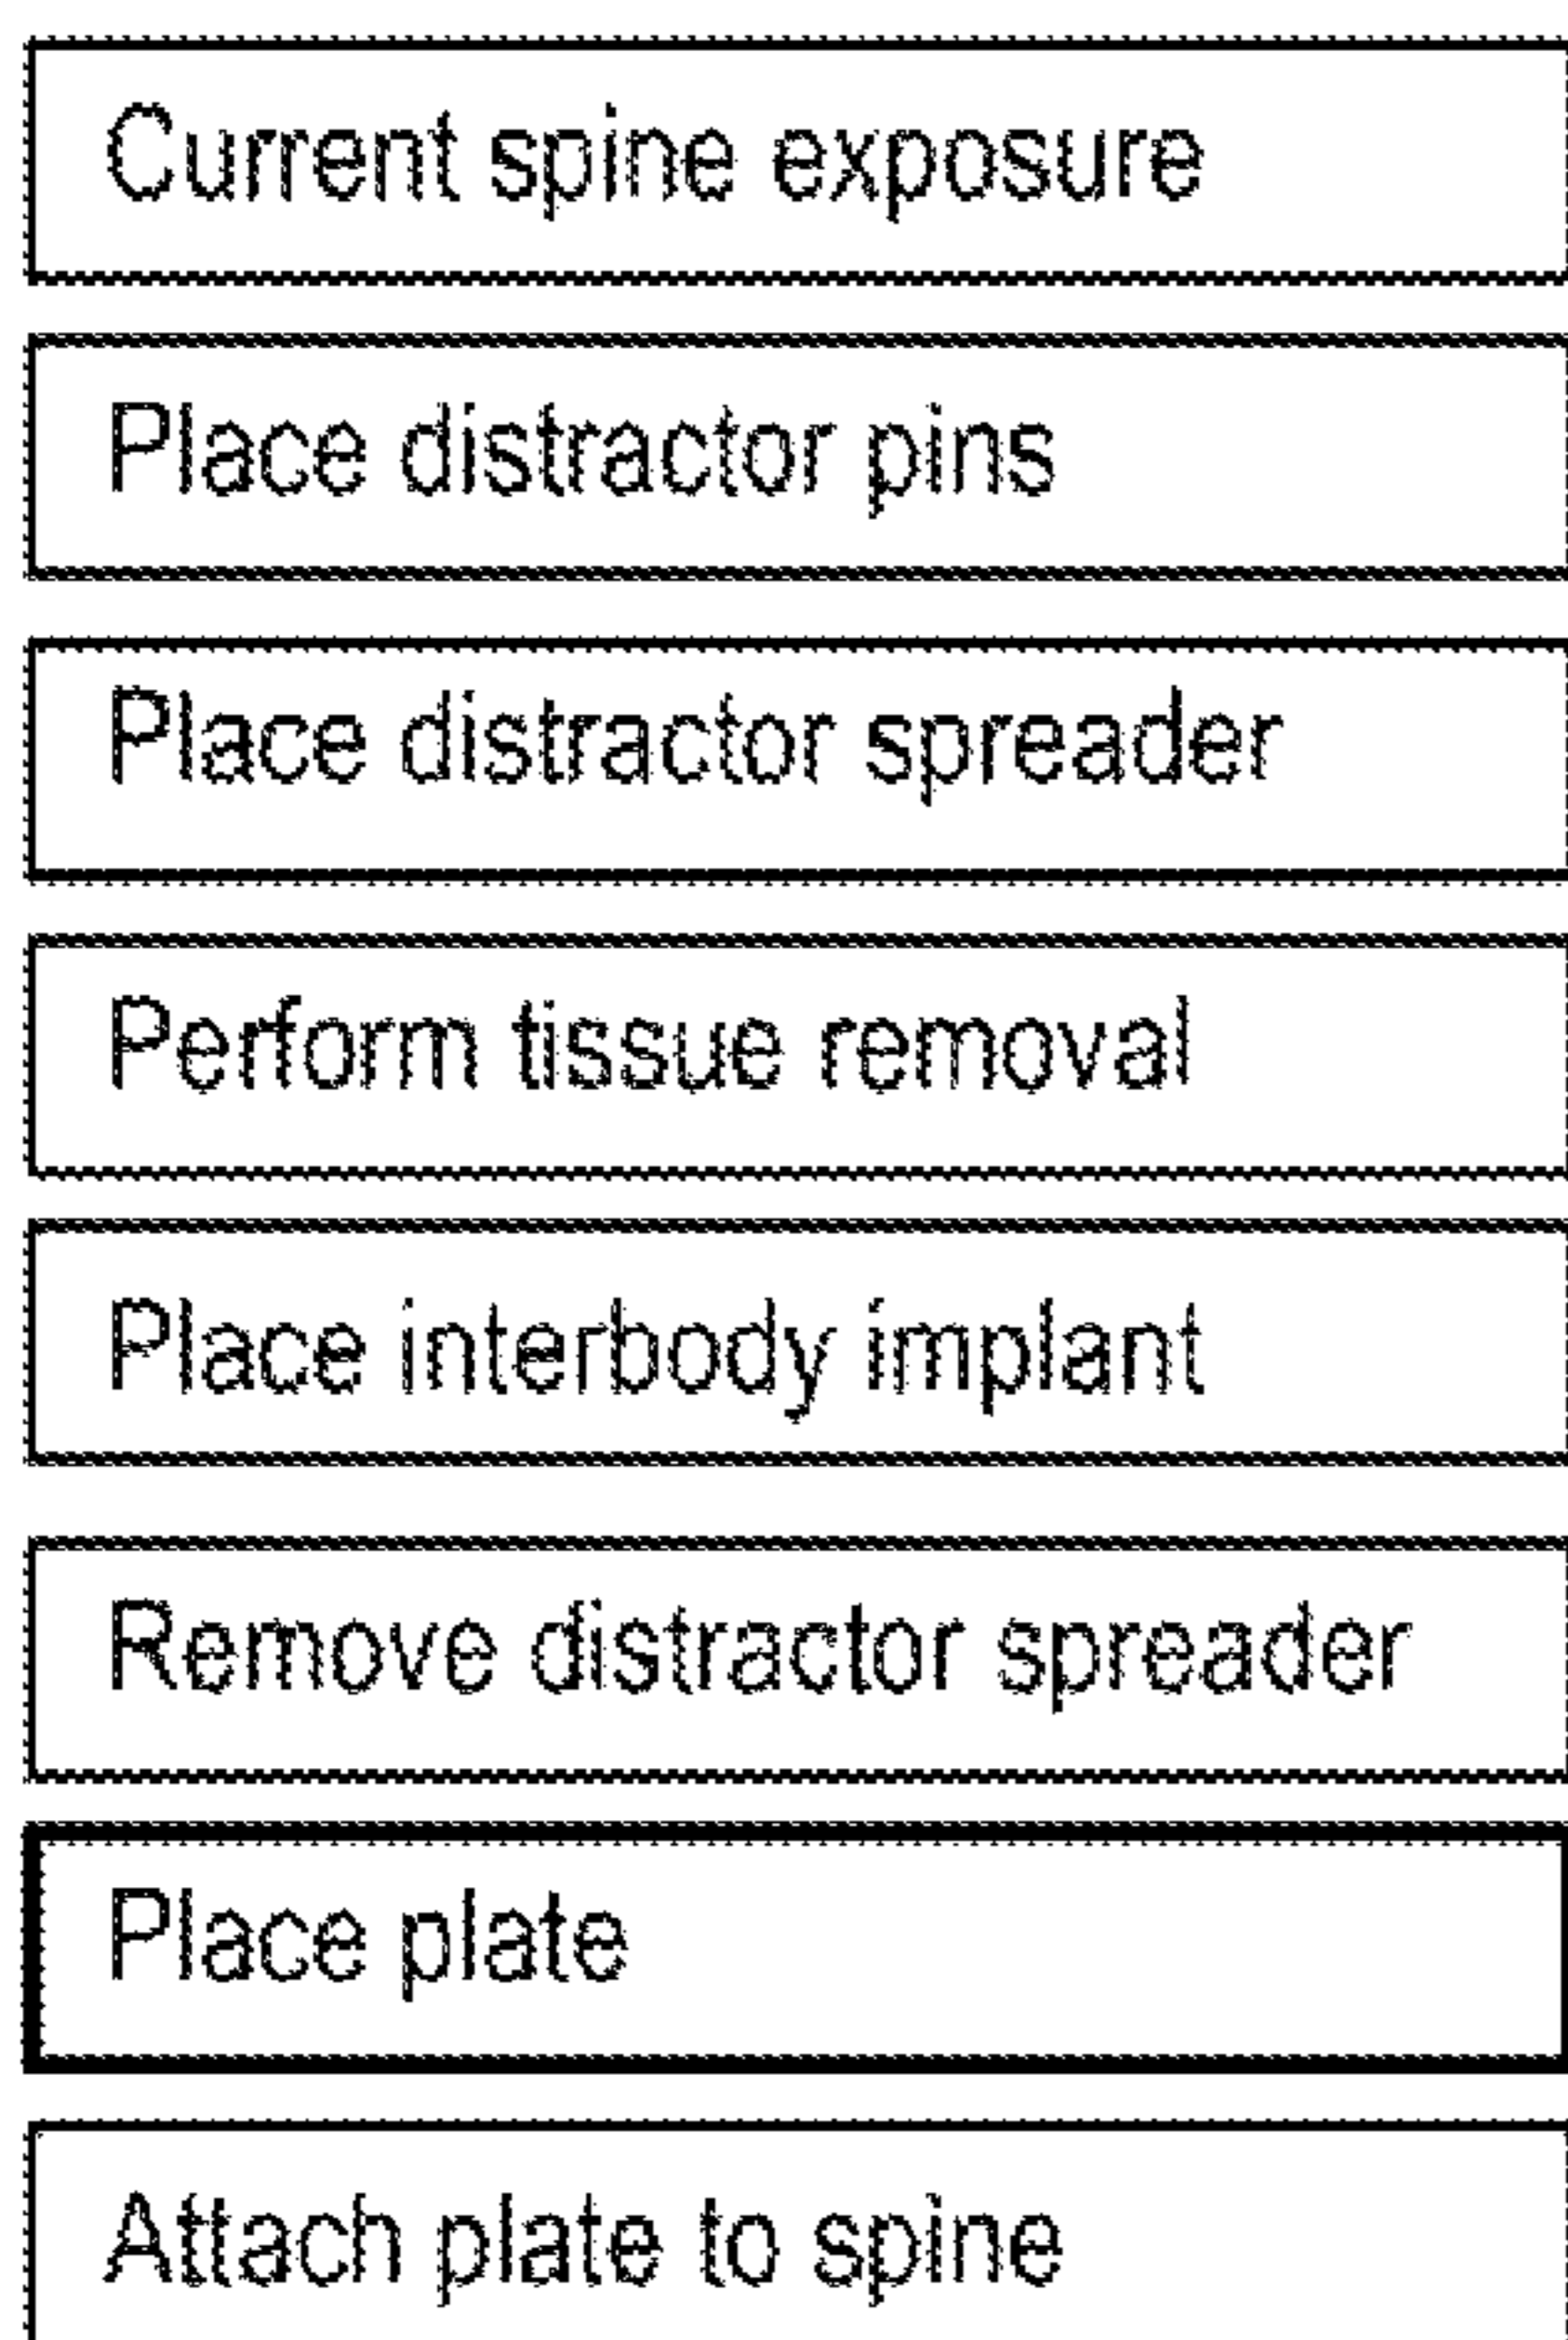 Current spine exposure
Place distractor pins
Place distractor spreader
Perform tissue removal
Place interbody implant
Remove distractor spreader
Place plate
Attach plate to spine